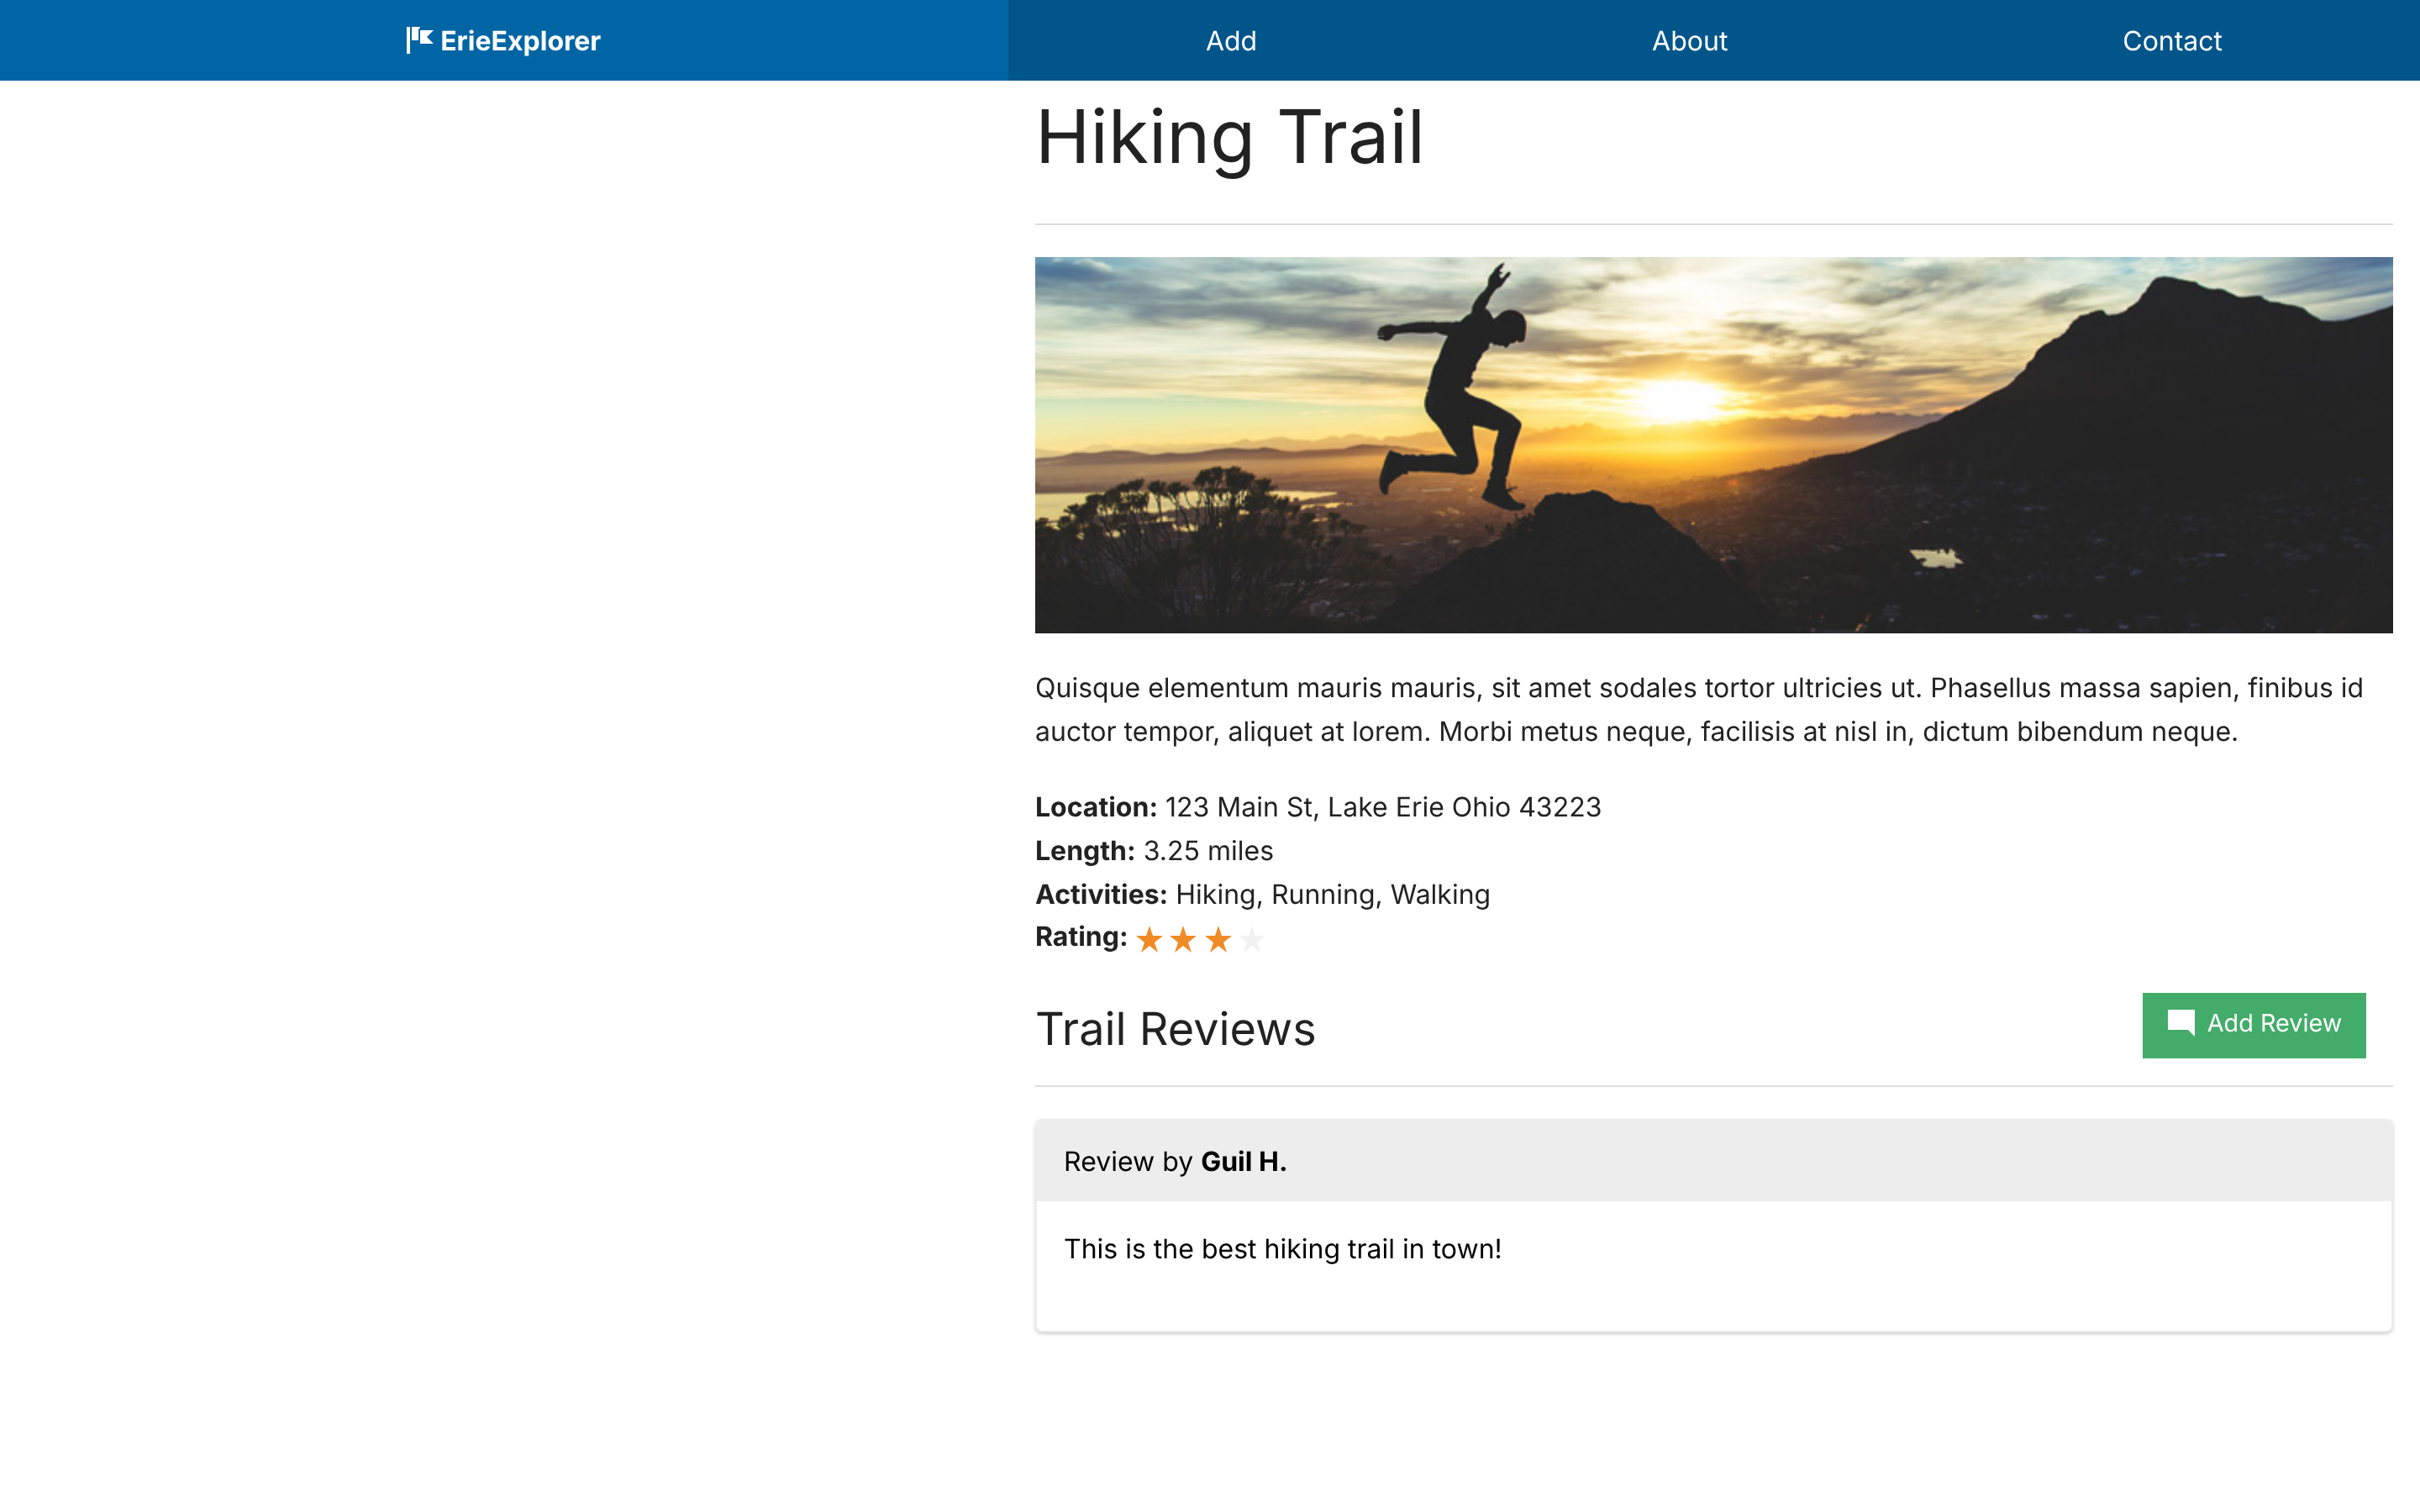 ErieExplorer
Add
About
Contact
Hiking Trail
Quisque elementum mauris mauris, sit amet sodales tortor ultricies ut. Phasellus massa sapien, finibus id
auctor tempor, aliquet at lorem. Morbi metus neque, facilisis at nisl in, dictum bibendum neque.
Location: 123 Main St, Lake Erie Ohio 43223
Length: 3.25 miles
Activities: Hiking, Running, Walking
Rating:
Trail Reviews
Add Review
Review by Guil H.
This is the best hiking trail in town!